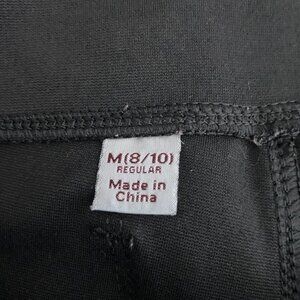 M(8/10)
REGULAR
Made in
China